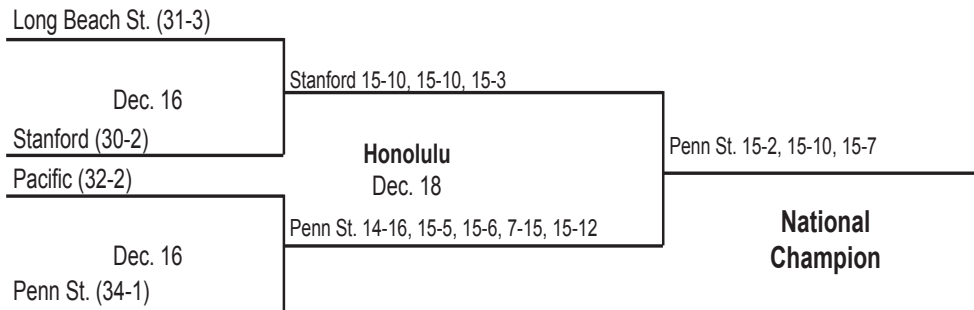 Long Beach St. (31-3)
Stanford 15-10, 15-10, 15-3
Dec. 16
Stanford (30-2)
Penn St. 15-2, 15-10, 15-7
Honolulu
Pacific (32-2)
Dec. 18
Penn St. 14-16, 15-5, 15-6, 7-15, 15-12
National
Champion
Dec. 16
Penn St. (34-1)